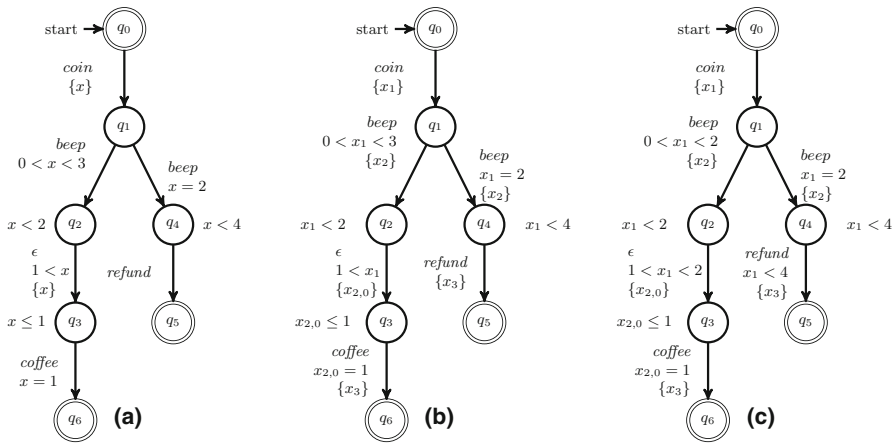 start
q0
coin
{x}
q1
beep
0 < x < 3
beep
x = 2
x < 2
q2
q4
x < 4
ϵ
1 < x
{x}
refund
x ≤ 1
q3
q5
coffee
x = 1
q6
(a)
start
q0
coin
{x1}
q1
beep
0 < x1 < 3
{x2}
beep
x1 = 2
{x2}
x1 < 2
q2
q4
x1 < 4
ϵ
1 < x1
{x2,0}
refund
{x3}
x2,0 ≤ 1
q3
q5
coffee
x2,0 = 1
{x3}
q6
(b)
start
q0
coin
{x1}
q1
beep
0 < x1 < 2
{x2}
beep
x1 = 2
{x2}
x1 < 2
q2
q4
x1 < 4
ϵ
1 < x1 < 2
{x2,0}
refund
x1 < 4
{x3}
x2,0 ≤ 1
q3
q5
coffee
x2,0 = 1
{x3}
q6
(c)